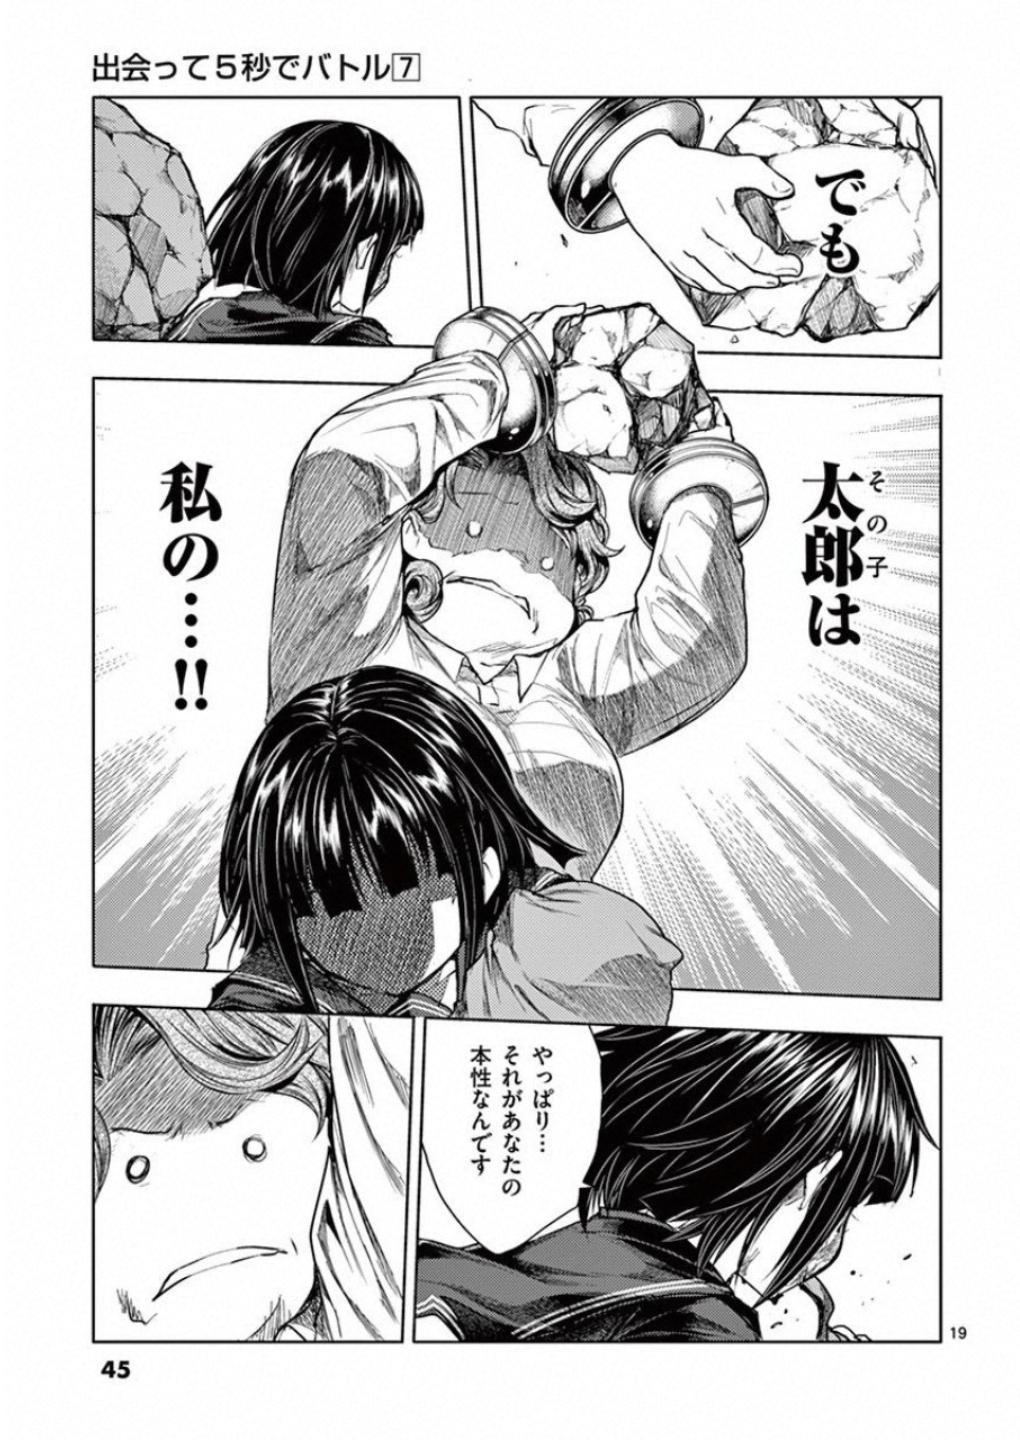 出会って5秒でバトル7
でも
太郎は
その子
私の…!!
やっぱり…
それがあなたの
本性なんです
19
45